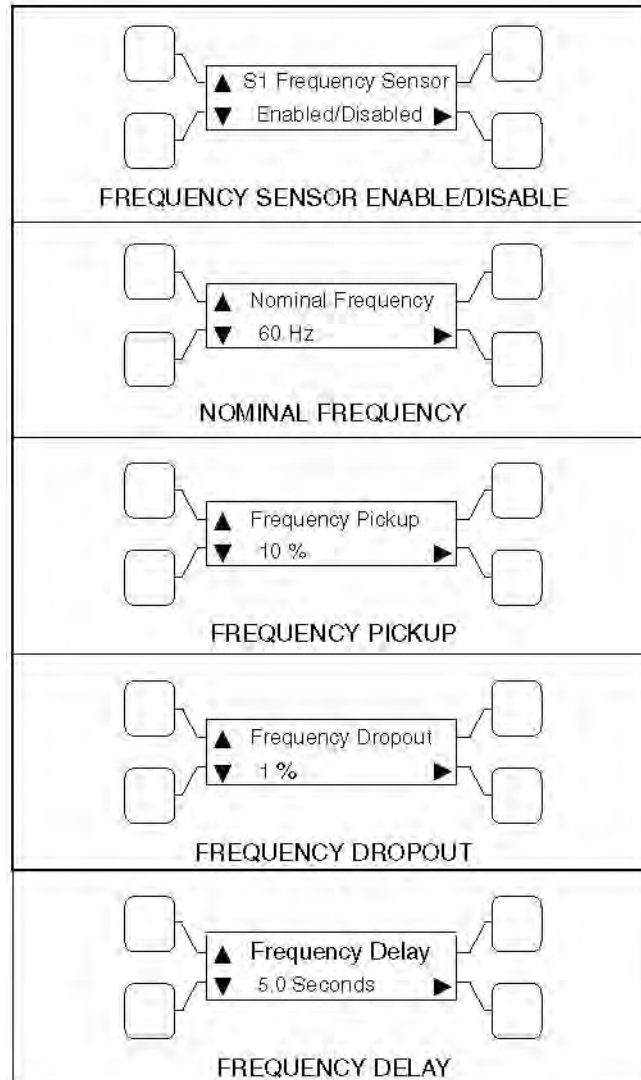 ▲ S1 Frequency Sensor
▼ Enabled/Disabled ►
FREQUENCY SENSOR ENABLE/DISABLE
▲ Nominal Frequency
▼ 60 Hz ►
NOMINAL FREQUENCY
▲ Frequency Pickup
▼ 10 % ►
FREQUENCY PICKUP
▲ Frequency Dropout
▼ 1 % ►
FREQUENCY DROPOUT
▲ Frequency Delay
▼ 5.0 Seconds ►
FREQUENCY DELAY